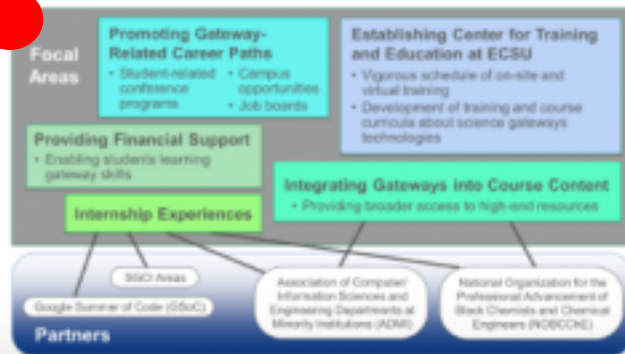 Focal
Areas
Promoting Gateway-
Related Career Paths
• Student-related
conference
programs
• Campus
opportunities
• Job boards
Establishing Center for Training
and Education at ECSU
• Vigorous schedule of on-site and
virtual training
• Development of training and course
curricula about science gateways
technologies
Providing Financial Support
• Enabling students learning
gateway skills
Integrating Gateways into Course Content
• Providing broader access to high-end resources
Internship Experiences
SGCI Areas
Google Summer of Code (GSoC)
Association of Computer/
Information Sciences and
Engineering Departments at
Minority Institutions (ADMI)
National Organization for the
Professional Advancement of
Black Chemists and Chemical
Engineers (NOBCChE)
Partners